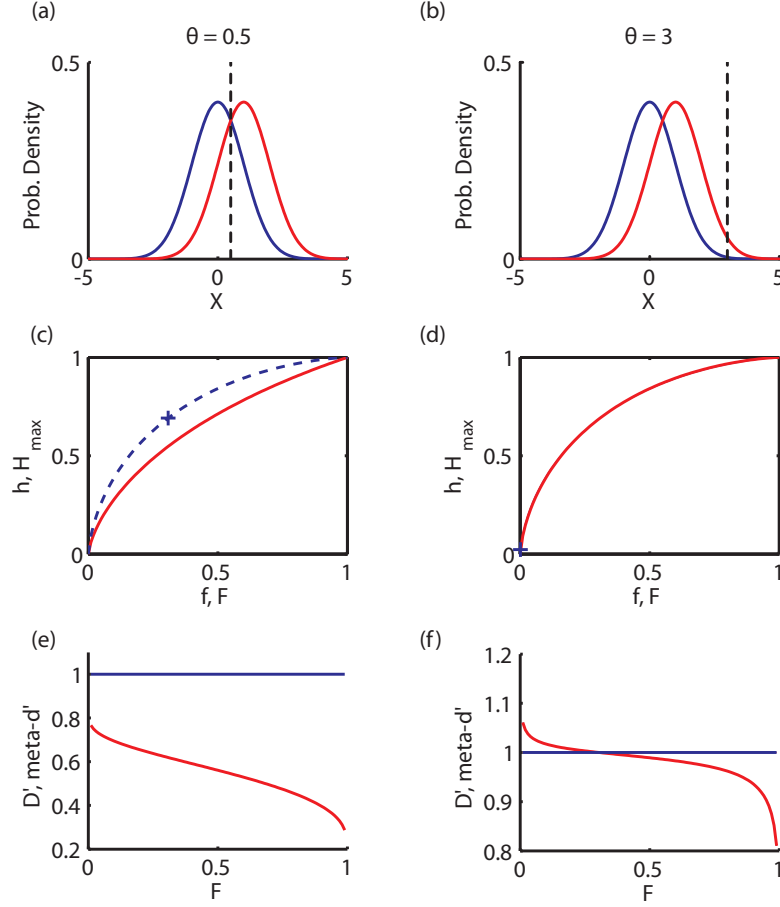 (a)
θ = 0.5
0.5
Prob. Density
0
-5
0
5
X
(b)
θ = 3
0.5
Prob. Density
0
-5
0
5
X
(c)
1
h, H max
0.5
0
0
0.5
1
f, F
(d)
1
h, H max
0.5
0
0
0.5
1
f, F
(e)
1
D', meta-d'
0.8
0.6
0.4
0.2
0
0.5
1
F
(f)
1.2
1.1
D', meta-d'
1
0.9
0.8
0
0.5
1
F